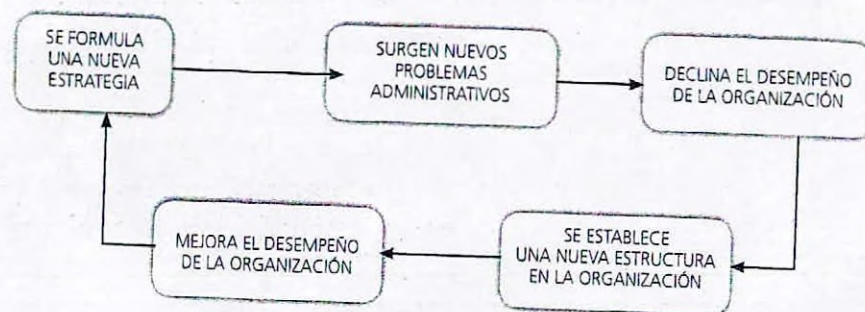 SE FORMULA
UNA NUEVA
ESTRATEGIA
SURGEN NUEVOS
PROBLEMAS
ADMINISTRATIVOS
DECLINA EL DESEMPEÑO
DE LA ORGANIZACIÓN
SE ESTABLECE
UNA NUEVA ESTRUCTURA
EN LA ORGANIZACIÓN
MEJORA EL DESEMPEÑO
DE LA ORGANIZACIÓN